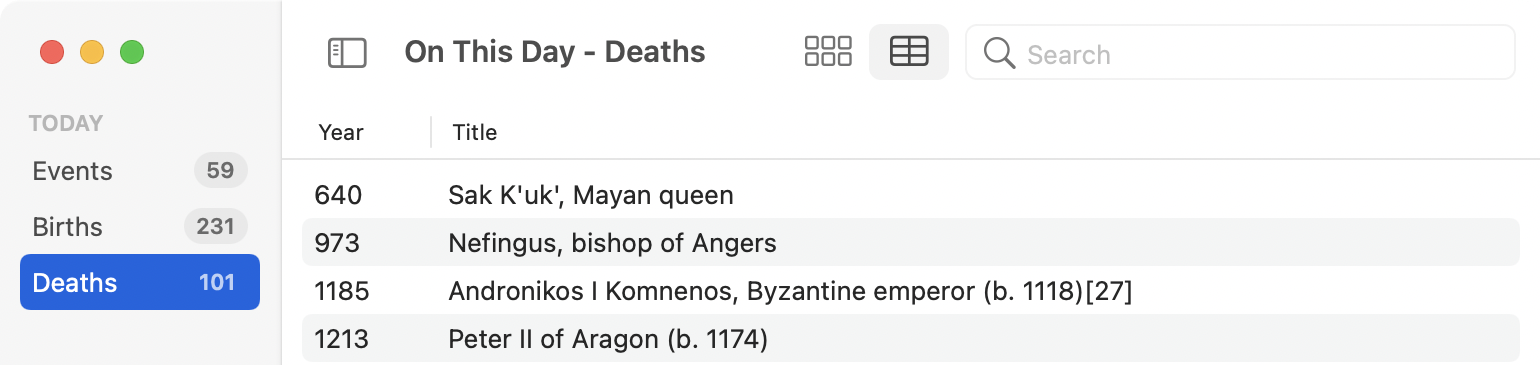 On This Day - Deaths
Search
TODAY
Events 59
Births 231
Deaths 101
Year Title
640 Sak K'uk', Mayan queen
973 Nefingus, bishop of Angers
1185 Andronikos I Komnenos, Byzantine emperor (b. 1118)[27]
1213 Peter II of Aragon (b. 1174)